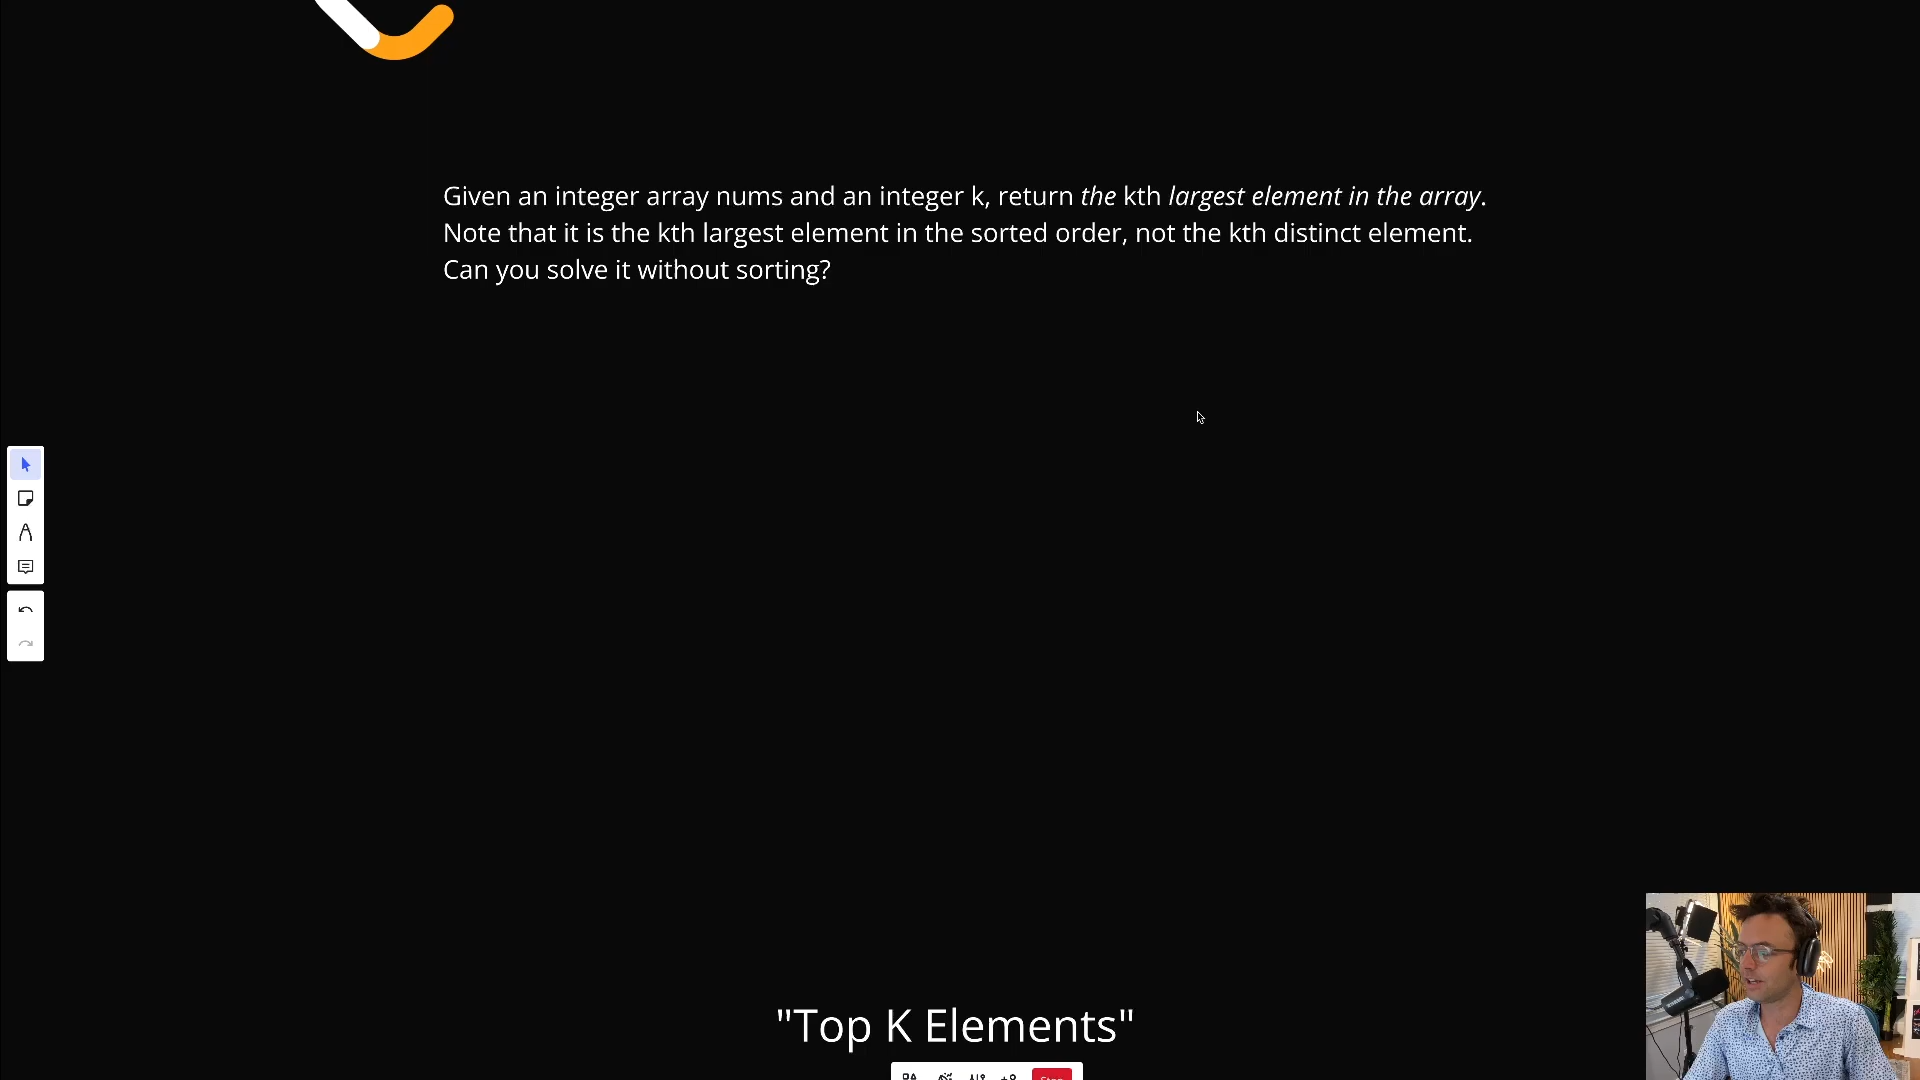 Given an integer array nums and an integer k, return the kth largest element in the array.
Note that it is the kth largest element in the sorted order, not the kth distinct element.
Can you solve it without sorting?
"Top K Elements"